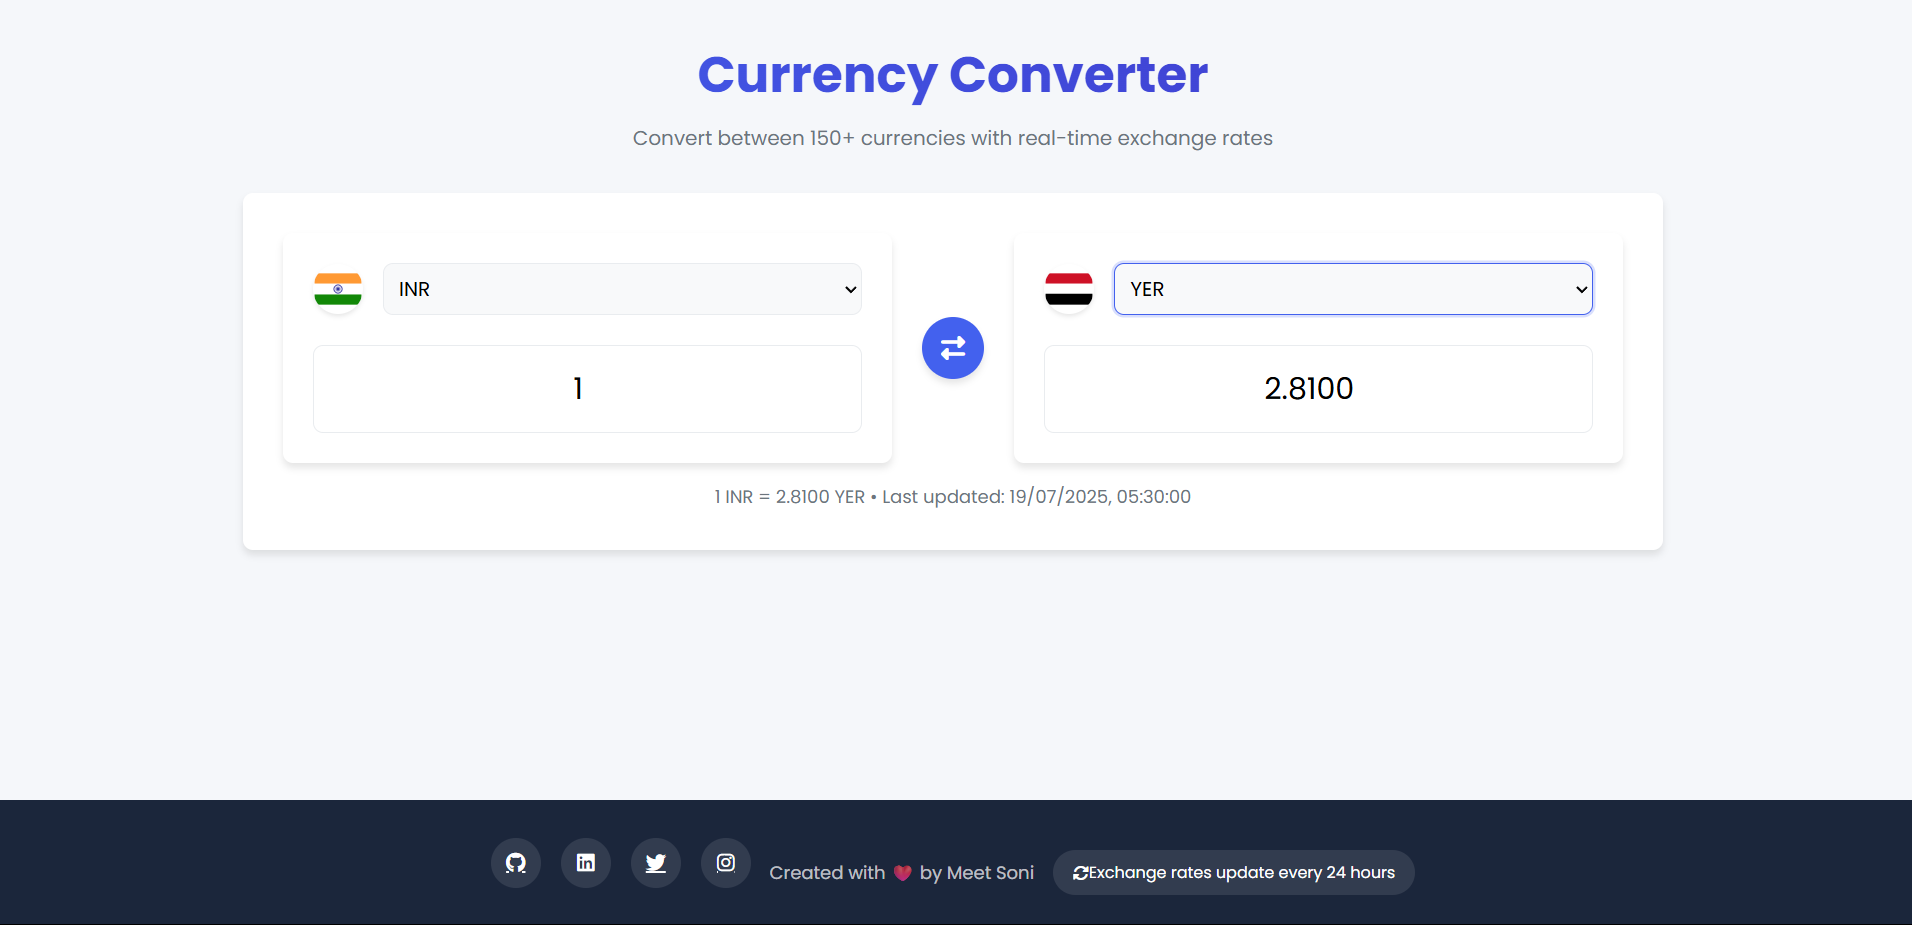 Currency Converter
Convert between 150+ currencies with real-time exchange rates
INR
1
YER
2.8100
1 INR = 2.8100 YER • Last updated: 19/07/2025, 05:30:00
Created with 💗 by Meet Soni
Exchange rates update every 24 hours